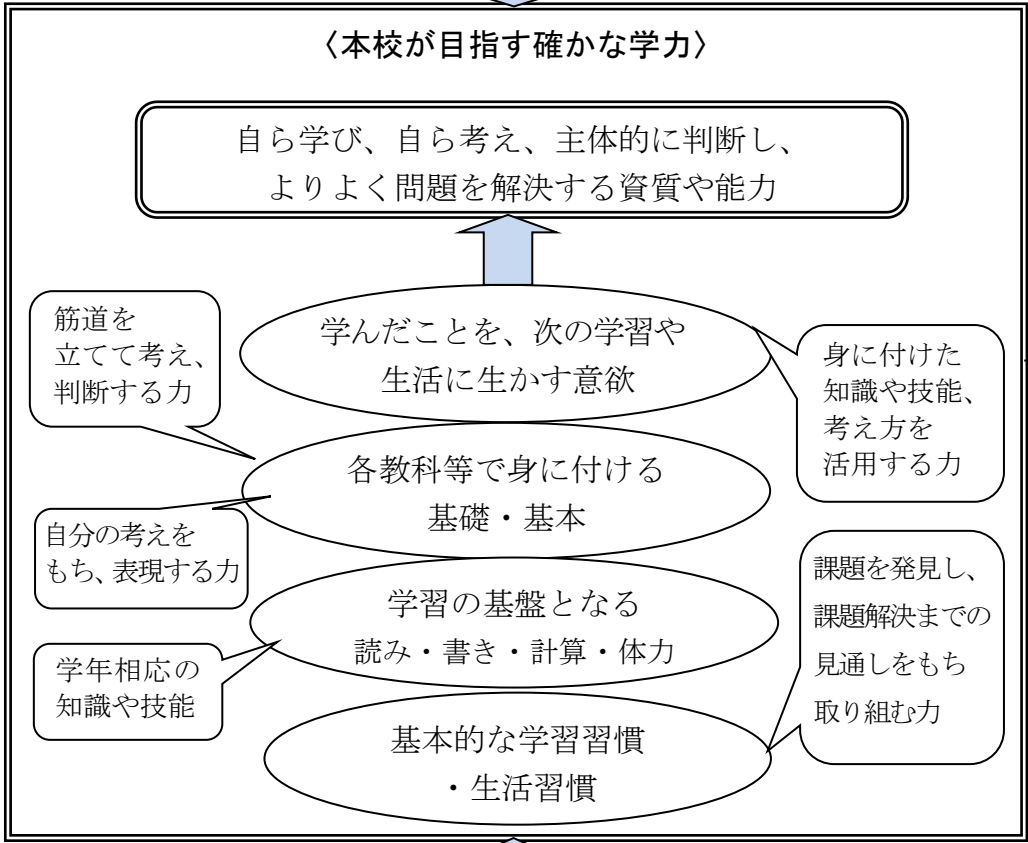 〈本校が目指す確かな学力〉
自ら学び、自ら考え、主体的に判断し、
よりよく問題を解決する資質や能力
学んだことを、次の学習や
生活に生かす意欲
筋道を
立てて考え、
判断する力
身に付けた
知識や技能、
考え方を
活用する力
各教科等で身に付ける
基礎・基本
自分の考えを
もち、表現する力
学習の基盤となる
読み・書き・計算・体力
学年相応の
知識や技能
課題を発見し、
課題解決までの
見通しをもち
取り組む力
基本的な学習習慣
・生活習慣